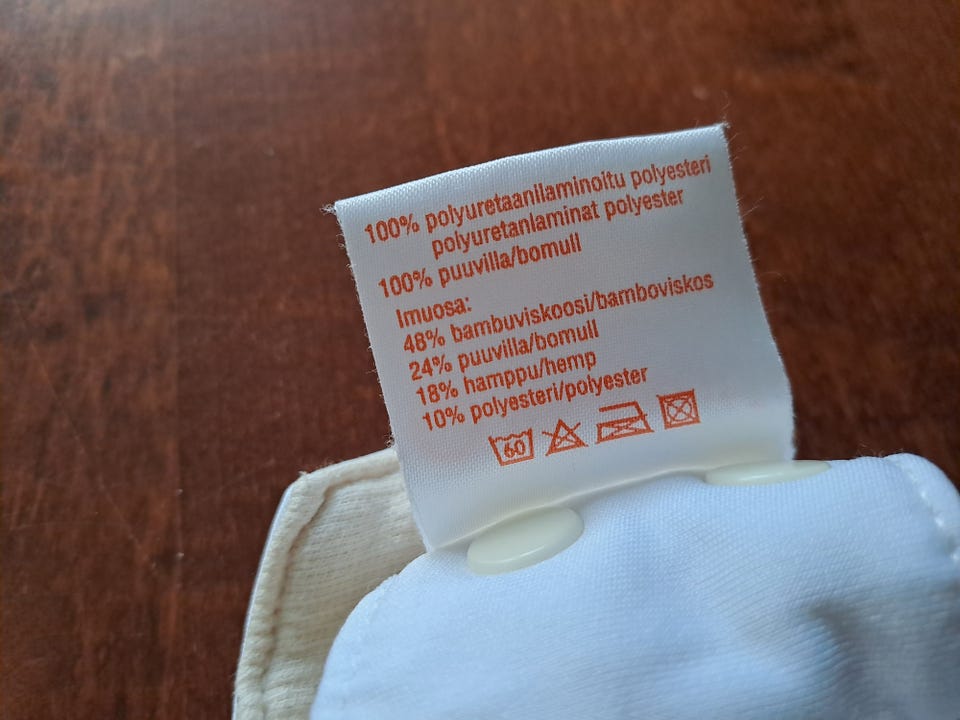 100% polyuretaanilaminoitu polyesteri
polyuretanlaminat polyester
100% puuvilla/bomull
Imuosa:
48% bambuviskoosi/bamboviskos
24% puuvilla/bomull
18% hamppu/hemp
10% polyesteri/polyester
60